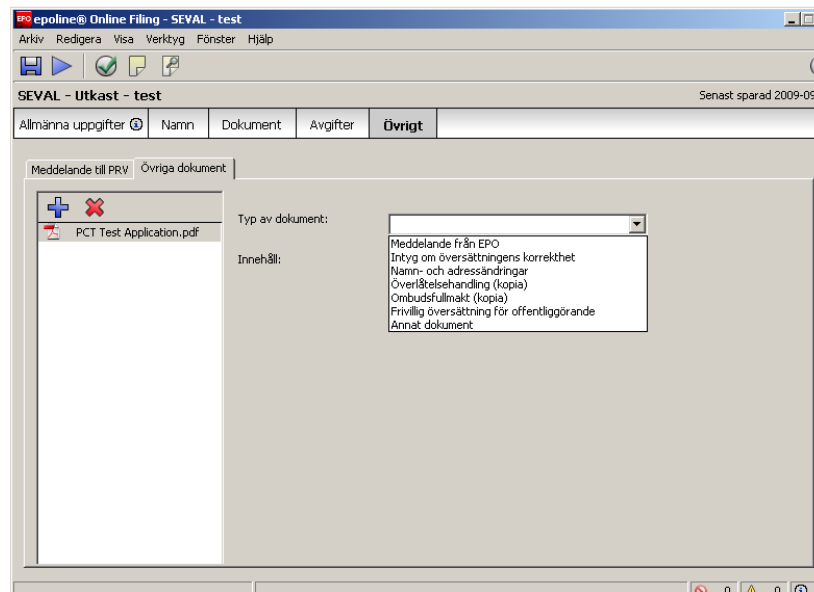 EPO epoline® Online Filing - SEVAL - test
Arkiv Redigera Visa Verktyg Fönster Hjälp
SEVAL - Utkast - test
Senast sparad 2009-09
Allmänna uppgifter Namn Dokument Avgifter Övrigt
Meddelande till PRV Övriga dokument
PCT Test Application.pdf
Typ av dokument:
Innehåll:
Meddelande från EPO
Intyg om översättningens korrekthet
Namn- och adressändringar
Överlåtelsehandling (kopia)
Ombudsfullmakt (kopia)
Frivillig översättning för offentliggörande
Annat dokument
0 0